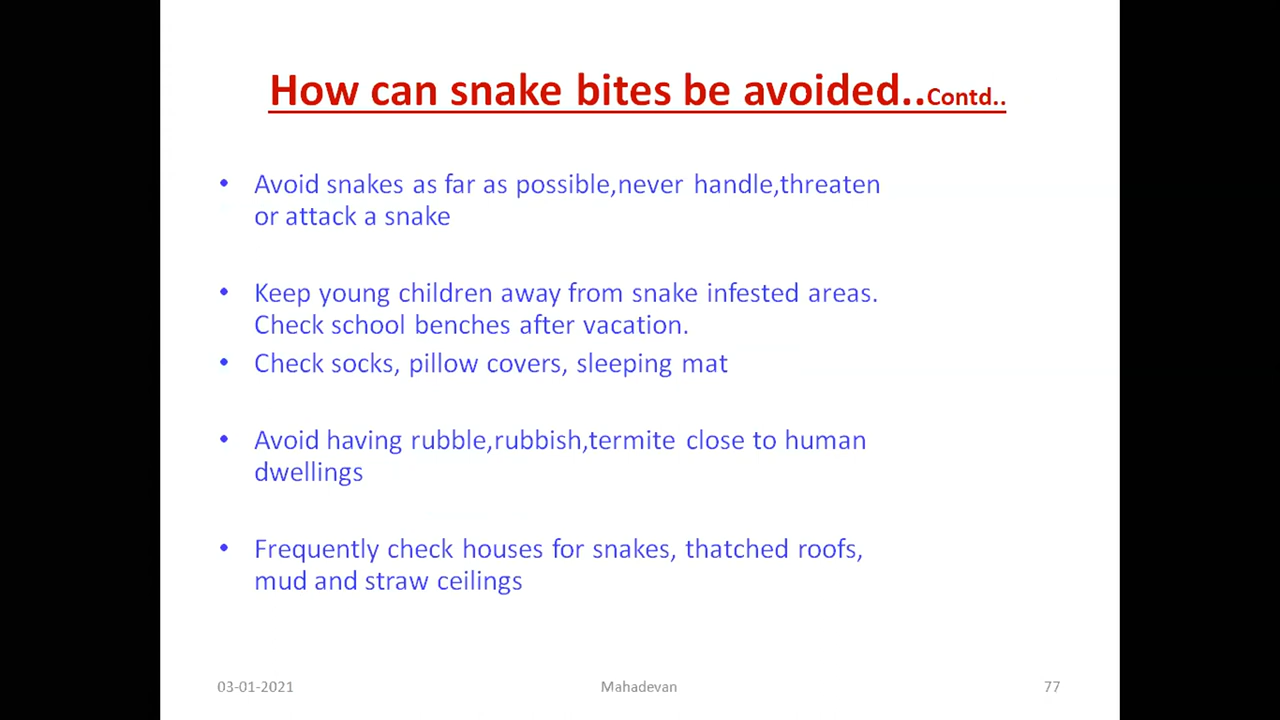 How can snake bites be avoided..Contd..
• Avoid snakes as far as possible,never handle,threaten
or attack a snake
• Keep young children away from snake infested areas.
Check school benches after vacation.
• Check socks, pillow covers, sleeping mat
• Avoid having rubble,rubbish,termite close to human
dwellings
• Frequently check houses for snakes, thatched roofs,
mud and straw ceilings
03-01-2021 Mahadevan 77